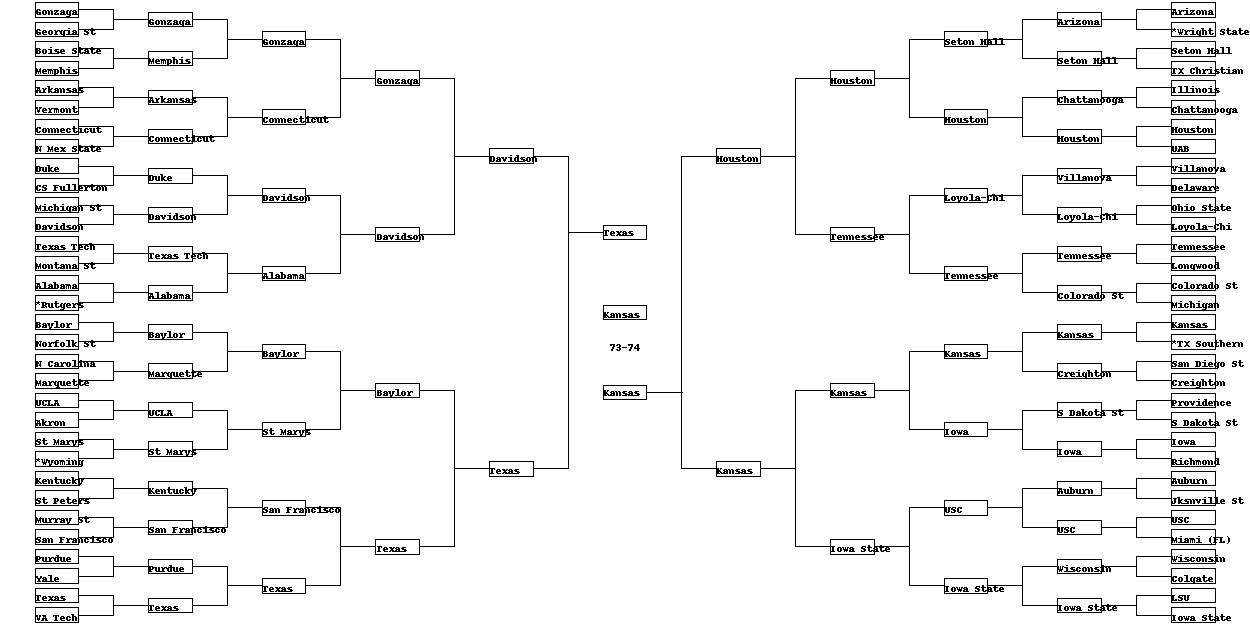 Gonzaga
Georgia St
Boise State
Memphis
Arkansas
Vermont
Connecticut
N Mex State
Duke
CS Fullerton
Michigan St
Davidson
Texas Tech
Montana St
Alabama
*Rutgers
Baylor
Norfolk St
N Carolina
Marquette
UCLA
Akron
St Marys
*Wyoming
Kentucky
St Peters
Murray St
San Francisco
Purdue
Yale
Texas
VA Tech
Gonzaga
Memphis
Arkansas
Connecticut
Duke
Davidson
Texas Tech
Alabama
Baylor
Marquette
UCLA
St Marys
Kentucky
San Francisco
Purdue
Texas
Gonzaga
Connecticut
Davidson
Alabama
Baylor
St Marys
San Francisco
Texas
Gonzaga
Davidson
Baylor
Texas
Davidson
Texas
Texas
Kansas
73-74
Kansas
Houston
Kansas
Houston
Tennessee
Kansas
Iowa State
Seton Hall
Houston
Loyola-Chi
Tennessee
Kansas
Iowa
USC
Iowa State
Arizona
Seton Hall
Chattanooga
Houston
Villanova
Loyola-Chi
Tennessee
Colorado St
Kansas
Creighton
S Dakota St
Iowa
Auburn
USC
Wisconsin
Iowa State
Arizona
*Wright State
Seton Hall
TX Christian
Illinois
Chattanooga
Houston
UAB
Villanova
Delaware
Ohio State
Loyola-Chi
Tennessee
Longwood
Colorado St
Michigan
Kansas
*TX Southern
San Diego St
Creighton
Providence
S Dakota St
Iowa
Richmond
Auburn
Jksnville St
USC
Miami (FL)
Wisconsin
Colgate
LSU
Iowa State